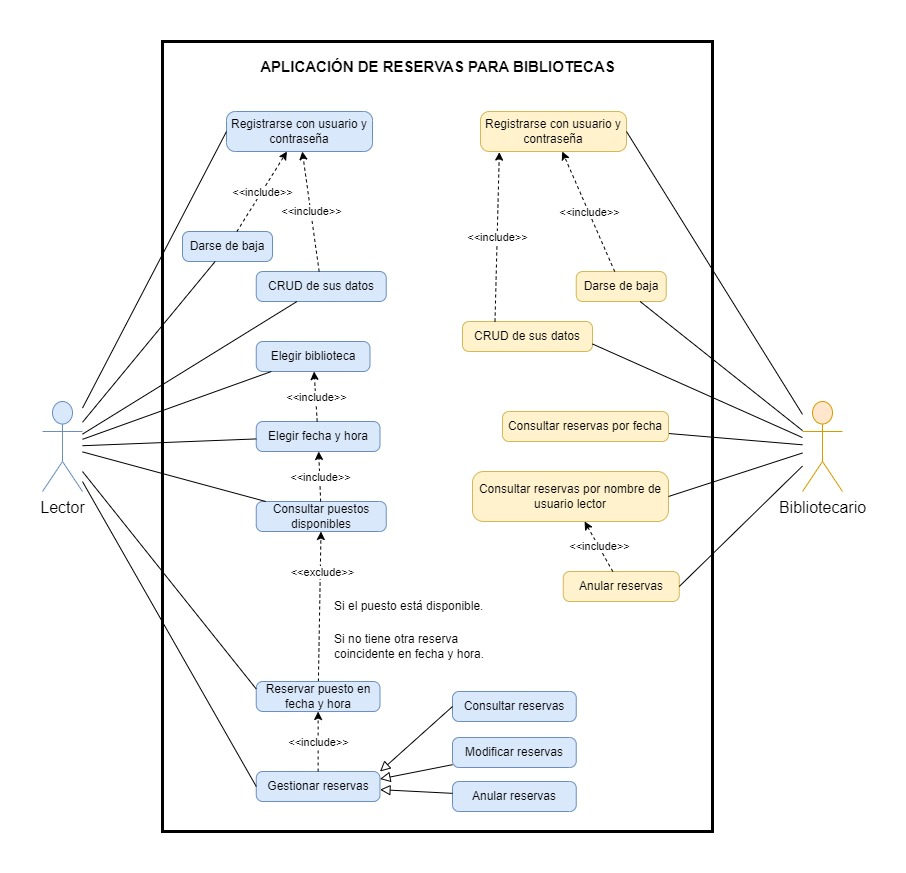 APLICACIÓN DE RESERVAS PARA BIBLIOTECAS
Registrarse con usuario y
contraseña
Registrarse con usuario y
contraseña
<<include>>
<<include>>
<<include>>
<<include>>
Darse de baja
CRUD de sus datos
Darse de baja
CRUD de sus datos
Elegir biblioteca
<<include>>
Elegir fecha y hora
Consultar reservas por fecha
<<include>>
Consultar puestos
disponibles
Consultar reservas por nombre de
usuario lector
Lector
Bibliotecario
<<include>>
<<exclude>>
Anular reservas
Si el puesto está disponible.
Si no tiene otra reserva
coincidente en fecha y hora.
Reservar puesto en
fecha y hora
<<include>>
Gestionar reservas
Consultar reservas
Modificar reservas
Anular reservas